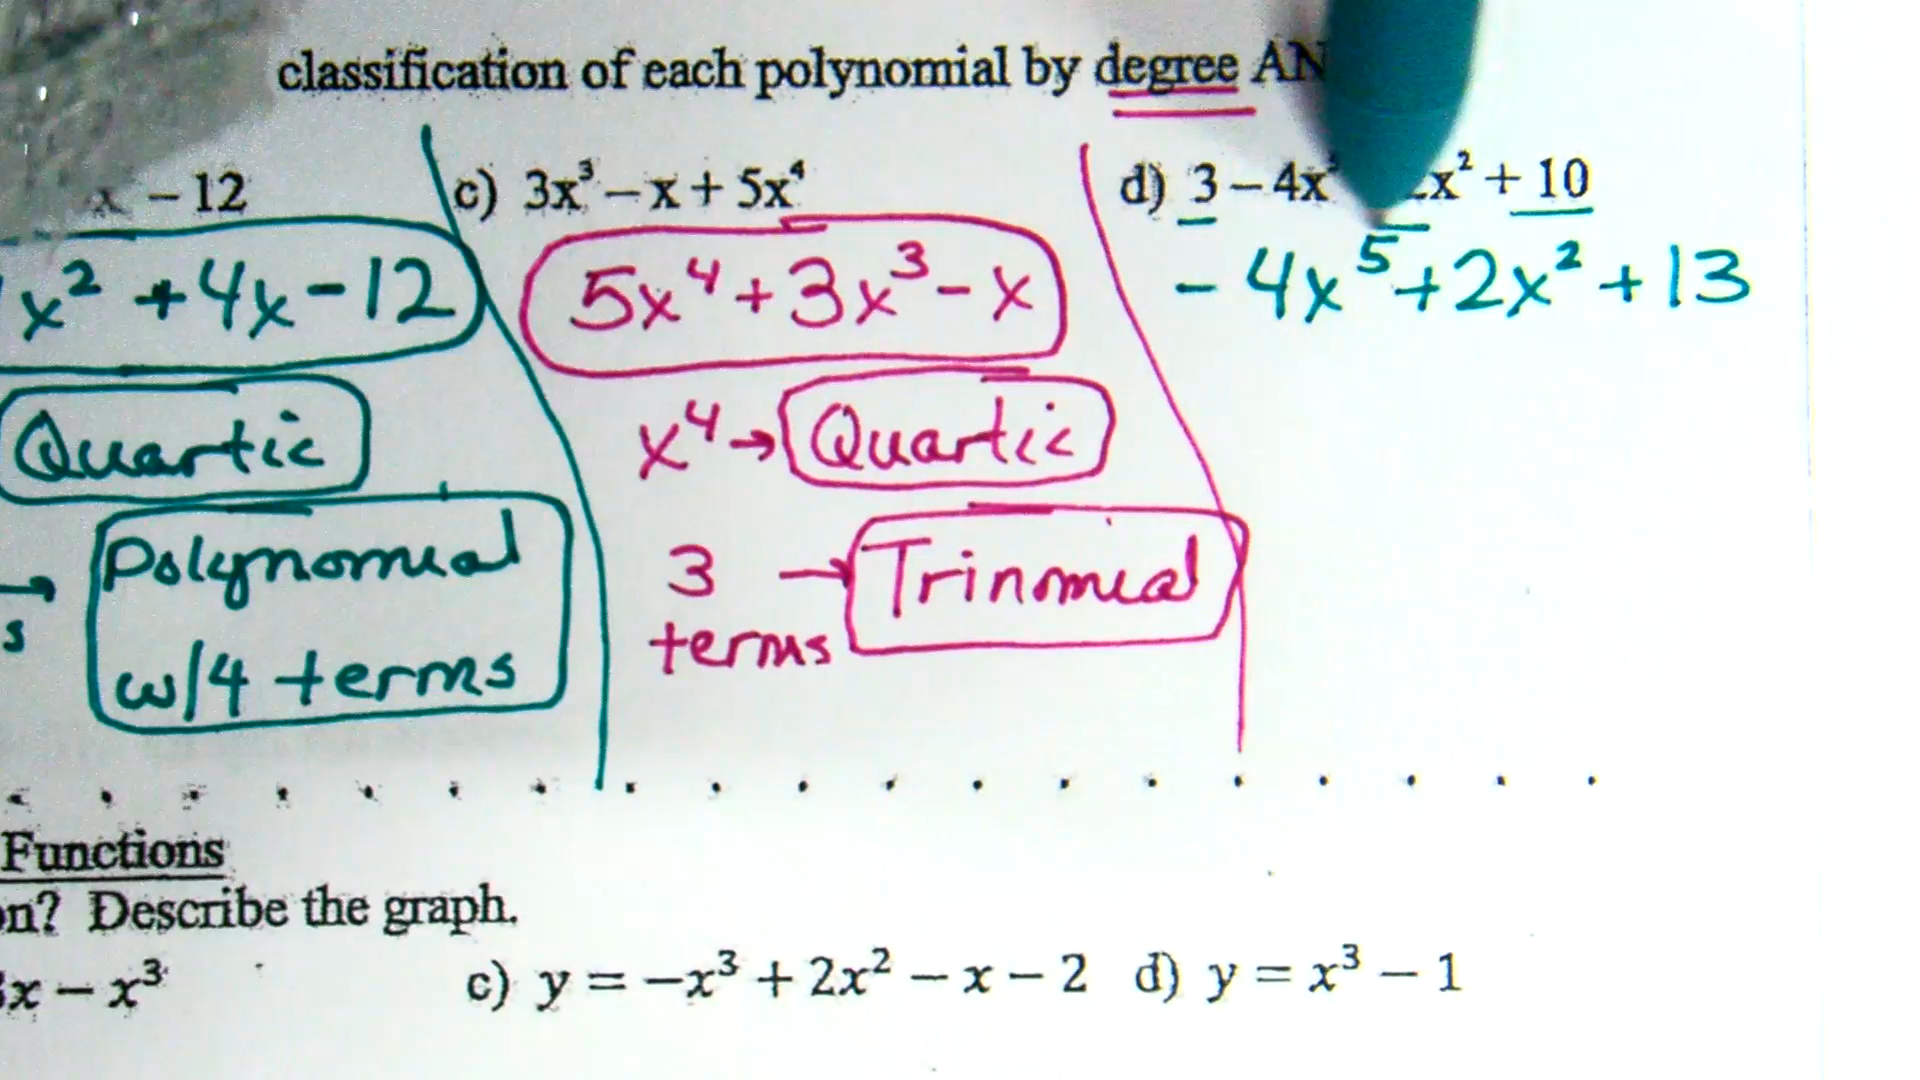 classification of each polynomial by degree AN
x - 12
c) 3x³ - x + 5x⁴
d) 3 - 4x x² + 10
x² + 4x - 12
5x⁴ + 3x³ - x
- 4x⁵ + 2x² + 13
Quartic
x⁴ → Quartic
→ Polynomial
s w/4 terms
3 → Trinomial
terms
Functions
n? Describe the graph.
x - x³
c) y = -x³ + 2x² - x - 2
d) y = x³ - 1